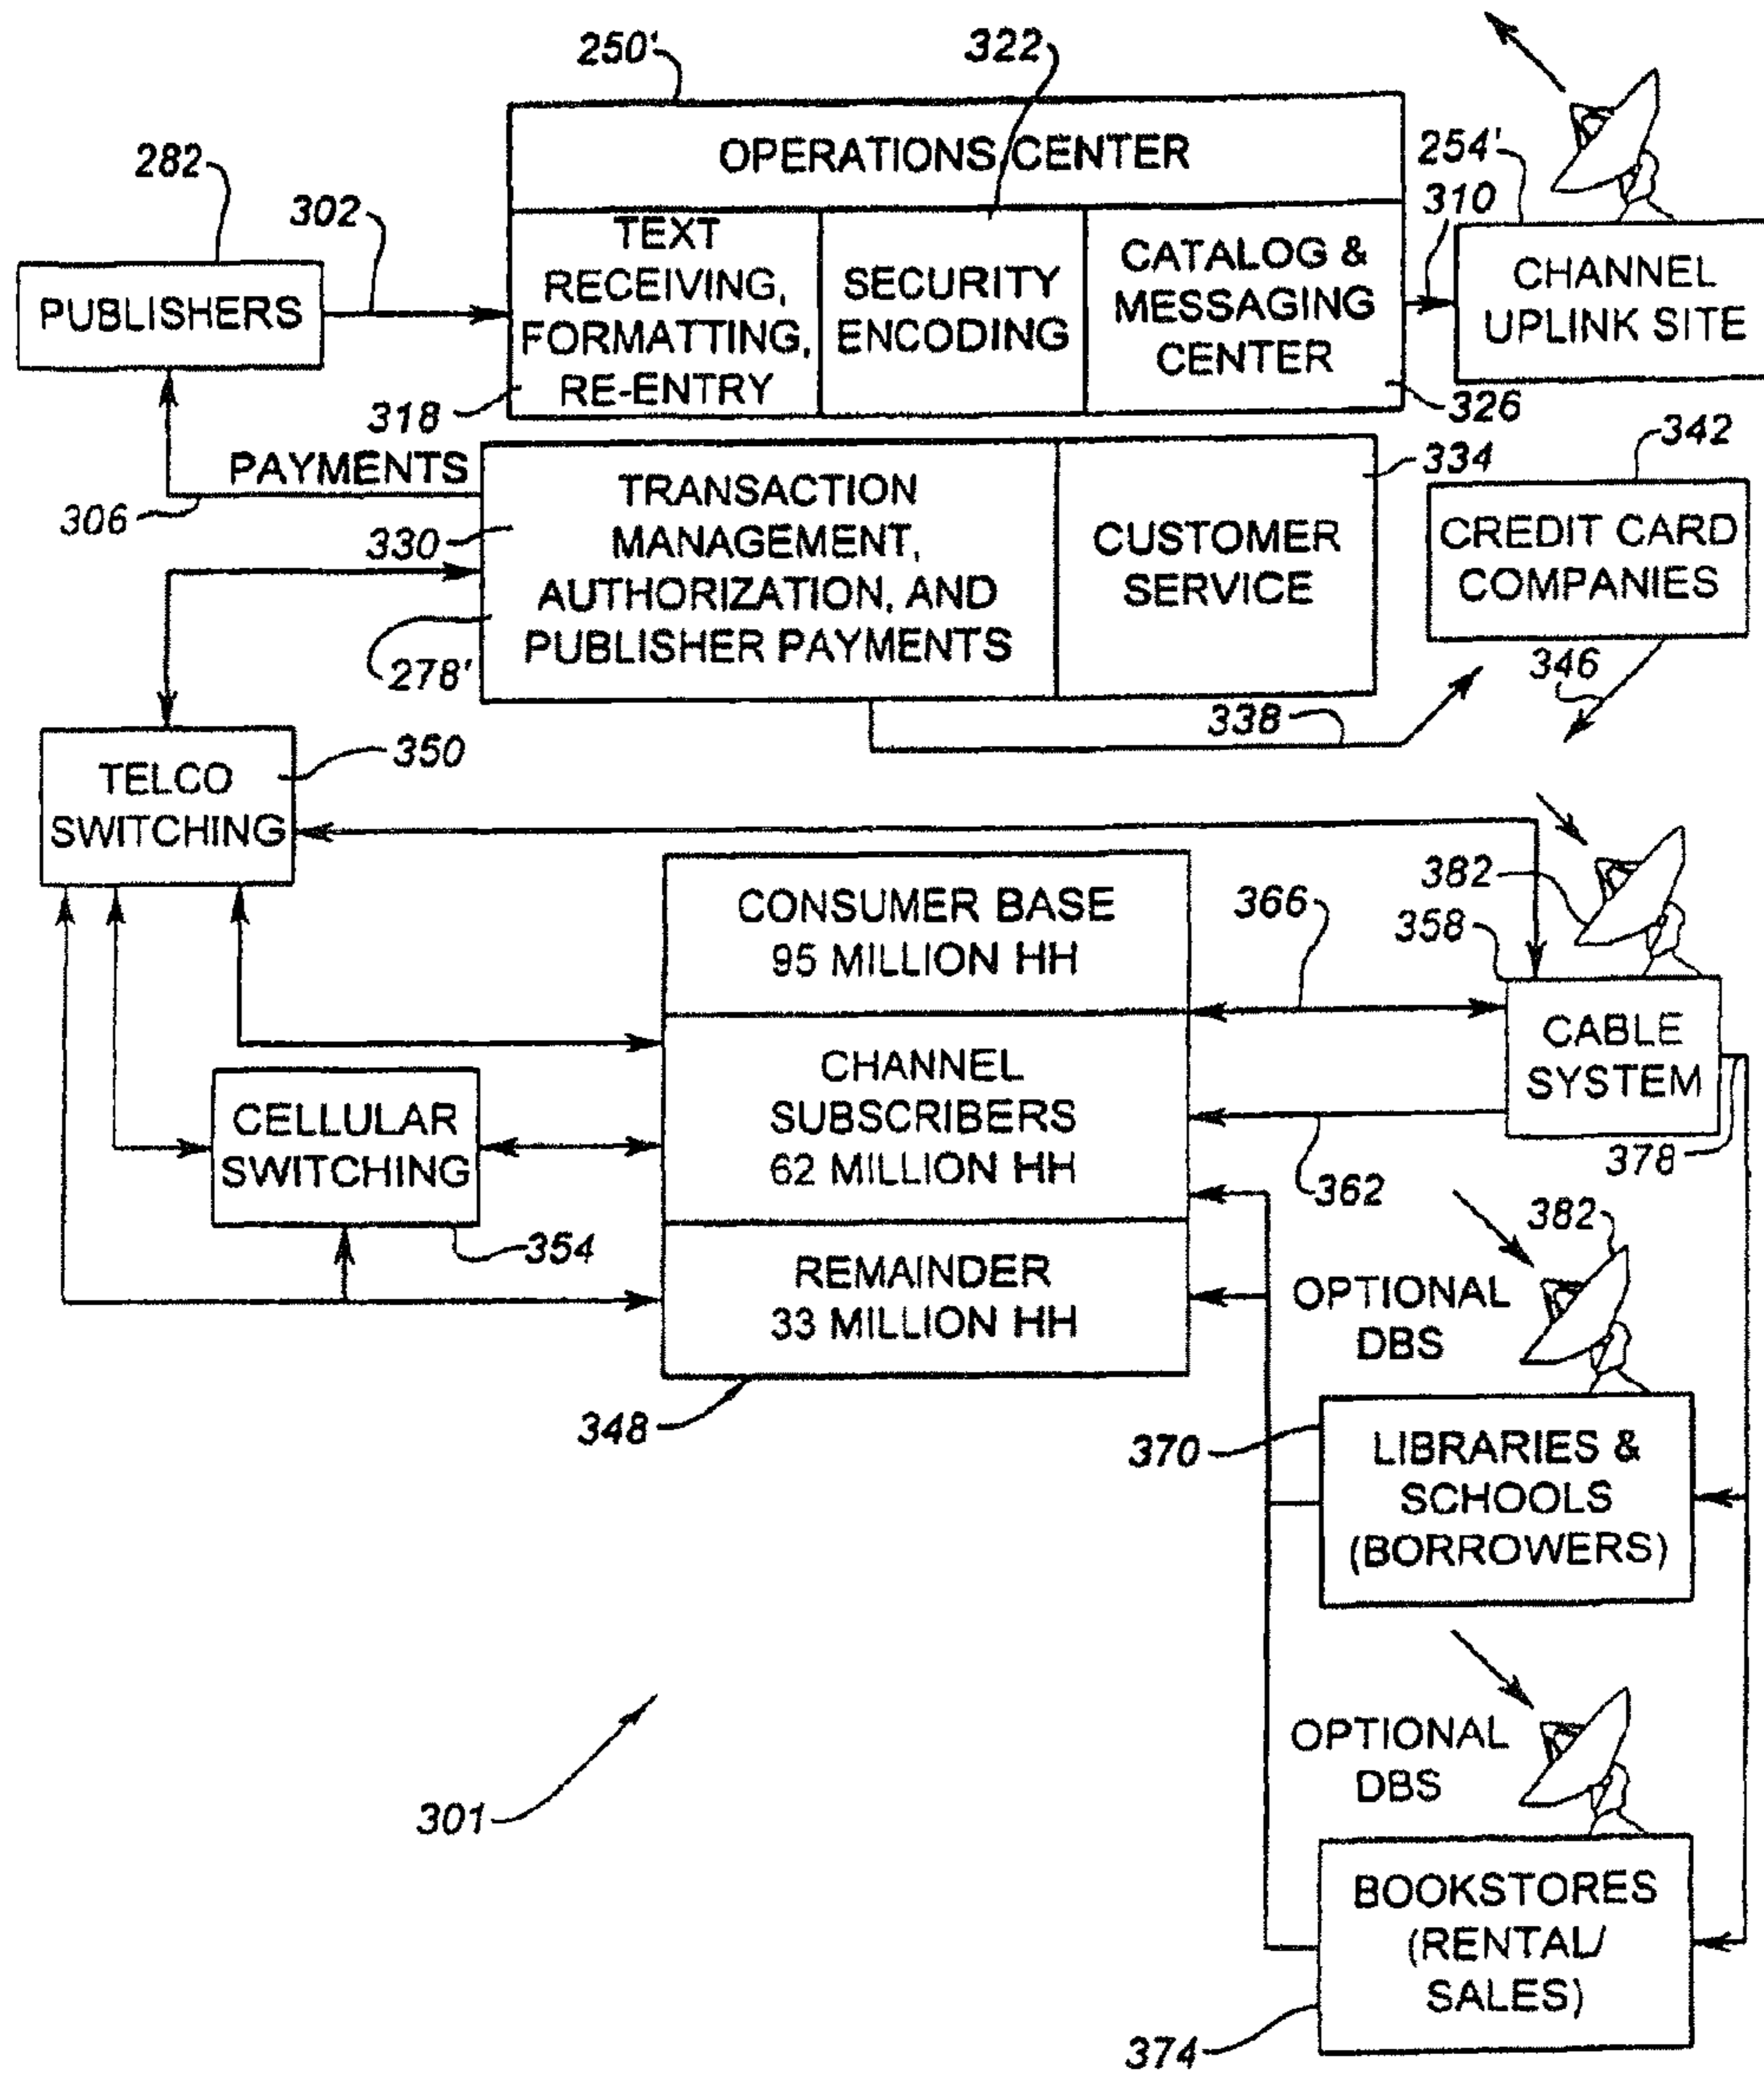 250'
322
OPERATIONS CENTER
254'
282
302
310
TEXT
RECEIVING,
FORMATTING,
RE-ENTRY
SECURITY
ENCODING
CATALOG &
MESSAGING
CENTER
PUBLISHERS
CHANNEL
UPLINK SITE
318
326
PAYMENTS
306
330
TRANSACTION
MANAGEMENT,
AUTHORIZATION, AND
PUBLISHER PAYMENTS
CUSTOMER
SERVICE
334
342
CREDIT CARD
COMPANIES
278'
338
346
TELCO
SWITCHING
350
CONSUMER BASE
95 MILLION HH
366
382
358
CHANNEL
SUBSCRIBERS
62 MILLION HH
CABLE
SYSTEM
CELLULAR
SWITCHING
362
378
354
REMAINDER
33 MILLION HH
382
OPTIONAL
DBS
348
370
LIBRARIES &
SCHOOLS
(BORROWERS)
301
OPTIONAL
DBS
BOOKSTORES
(RENTAL/
SALES)
374